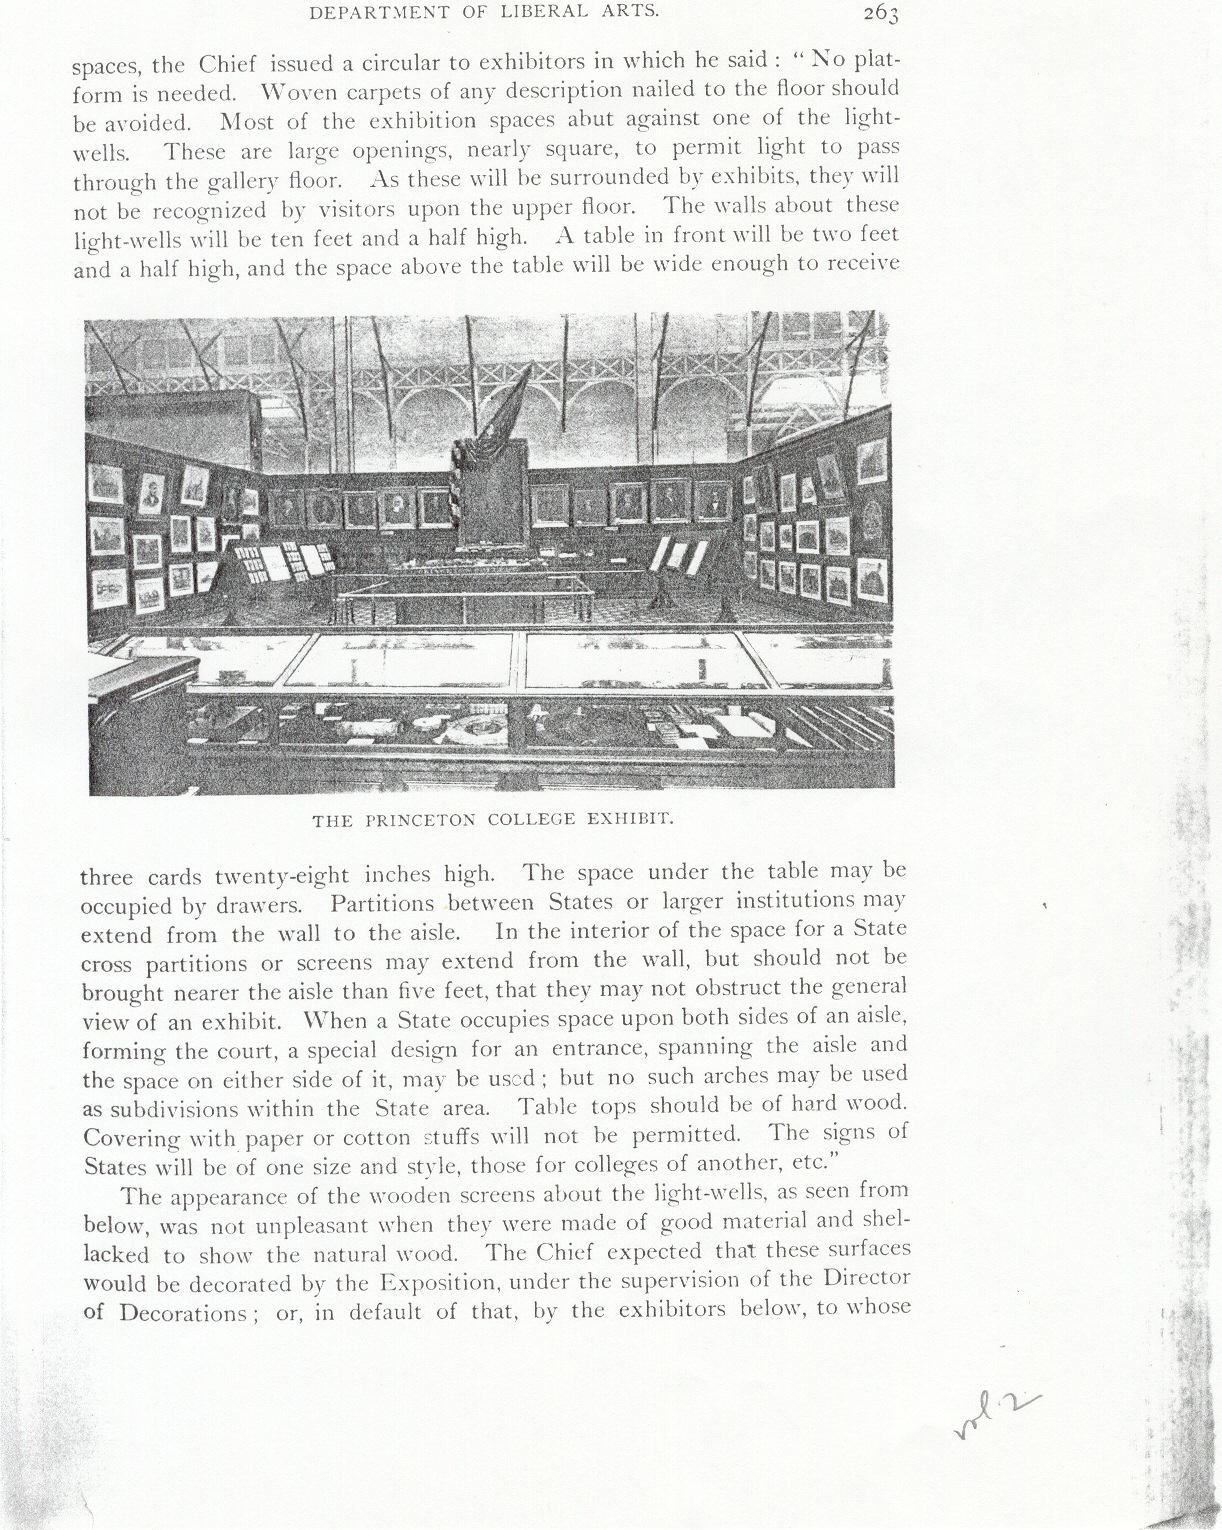 DEPARTMENT OF LIBERAL ARTS. 263
spaces, the Chief issued a circular to exhibitors in which he said : “ No plat-
form is needed. Woven carpets of any description nailed to the floor should
be avoided. Most of the exhibition spaces abut against one of the light-
wells. These are large openings, nearly square, to permit light to pass
through the gallery floor. As these will be surrounded by exhibits, they will
not be recognized by visitors upon the upper floor. The walls about these
light-wells will be ten feet and a half high. A table in front will be two feet
and a half high, and the space above the table will be wide enough to receive
THE PRINCETON COLLEGE EXHIBIT.
three cards twenty-eight inches high. The space under the table may be
occupied by drawers. Partitions between States or larger institutions may
extend from the wall to the aisle. In the interior of the space for a State
cross partitions or screens may extend from the wall, but should not be
brought nearer the aisle than five feet, that they may not obstruct the general
view of an exhibit. When a State occupies space upon both sides of an aisle,
forming the court, a special design for an entrance, spanning the aisle and
the space on either side of it, may be used ; but no such arches may be used
as subdivisions within the State area. Table tops should be of hard wood.
Covering with paper or cotton stuffs will not be permitted. The signs of
States will be of one size and style, those for colleges of another, etc.”
The appearance of the wooden screens about the light-wells, as seen from
below, was not unpleasant when they were made of good material and shel-
lacked to show the natural wood. The Chief expected that these surfaces
would be decorated by the Exposition, under the supervision of the Director
of Decorations ; or, in default of that, by the exhibitors below, to whose
vol. 2